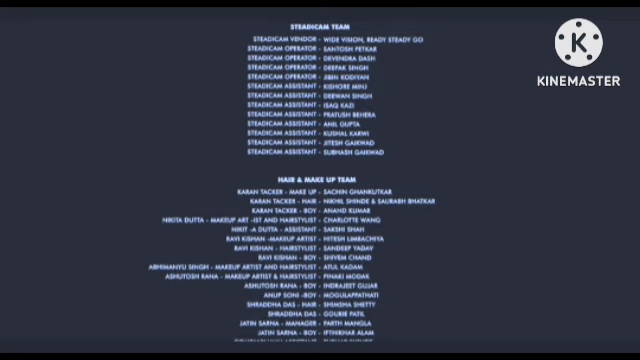 STEADICAM TEAM
STEADICAM VENDOR - WIDE VISION, READY STEADY GO
STEADICAM OPERATOR - SANTOSH PETKAR
STEADICAM OPERATOR - DEVENDRA DASH
STEADICAM OPERATOR - DEEPAK SINGH
STEADICAM OPERATOR - JIBIN KODIYAN
STEADICAM ASSISTANT - KISHORE MINJ
STEADICAM ASSISTANT - DEEWAN SINGH
STEADICAM ASSISTANT - ISAQ KAZI
STEADICAM ASSISTANT - PRATUSH BEHERA
STEADICAM ASSISTANT - ANIL GUPTA
STEADICAM ASSISTANT - KUSHAL KARWI
STEADICAM ASSISTANT - JITESH GAIKWAD
STEADICAM ASSISTANT - SUBHASH GAIKWAD
KINEMASTER
HAIR & MAKE UP TEAM
KARAN TACKER - MAKE UP - SACHIN GHANKUTKAR
KARAN TACKER - HAIR - NIKHIL SHINDE & SAURABH BHATKAR
KARAN TACKER - BOY - ANAND KUMAR
NIKITA DUTTA - MAKEUP ART -IST AND HAIRSTYLIST - CHARLOTTE WANG
NIKIT -A DUTTA - ASSISTANT - SAKSHI SHAH
RAVI KISHAN -MAKEUP ARTIST - HITESH LIMBACHIYA
RAVI KISHAN - HAIRSTYLIST - SANDEEP YADAV
RAVI KISHAN - BOY - SHIVEM CHAND
ABHIMANYU SINGH - MAKEUP ARTIST AND HAIRSTYLIST - ATUL KADAM
ASHUTOSH RANA - MAKEUP ARTIST & HAIRSTYLIST - PINAKI MODAK
ASHUTOSH RANA - BOY - INDRAJEET GUJAR
ANUP SONI -BOY - MOGULLAPPATHATI
SHRADDHA DAS - HAIR - SHIMSHA SHETTY
SHRADDHA DAS - GOURIE PATIL
JATIN SARNA - MANAGER - PARTH MANGLA
JATIN SARNA - BOY - IFTHIKHAR ALAM